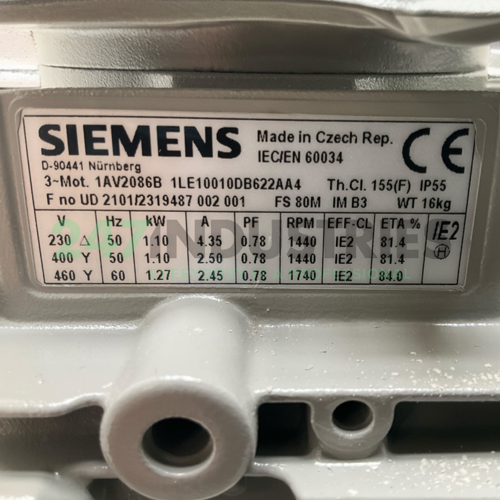 SIEMENS
Made in Czech Rep.
CE
D-90441 Nürnberg
IEC/EN 60034
3~Mot. 1AV2086B 1LE10010DB622AA4 Th.Cl. 155(F) IP55
F no UD 2101/2319487 002 001 FS 80M IM B3 WT 16kg
V Hz kW A PF RPM EFF-CL ETA % IE2
230 △ 50 1.10 4.35 0.78 1440 IE2 81.4 H
400 Y 50 1.10 2.50 0.78 1440 IE2 81.4
460 Y 60 1.27 2.45 0.78 1740 IE2 84.0
247 INDUSTRIES